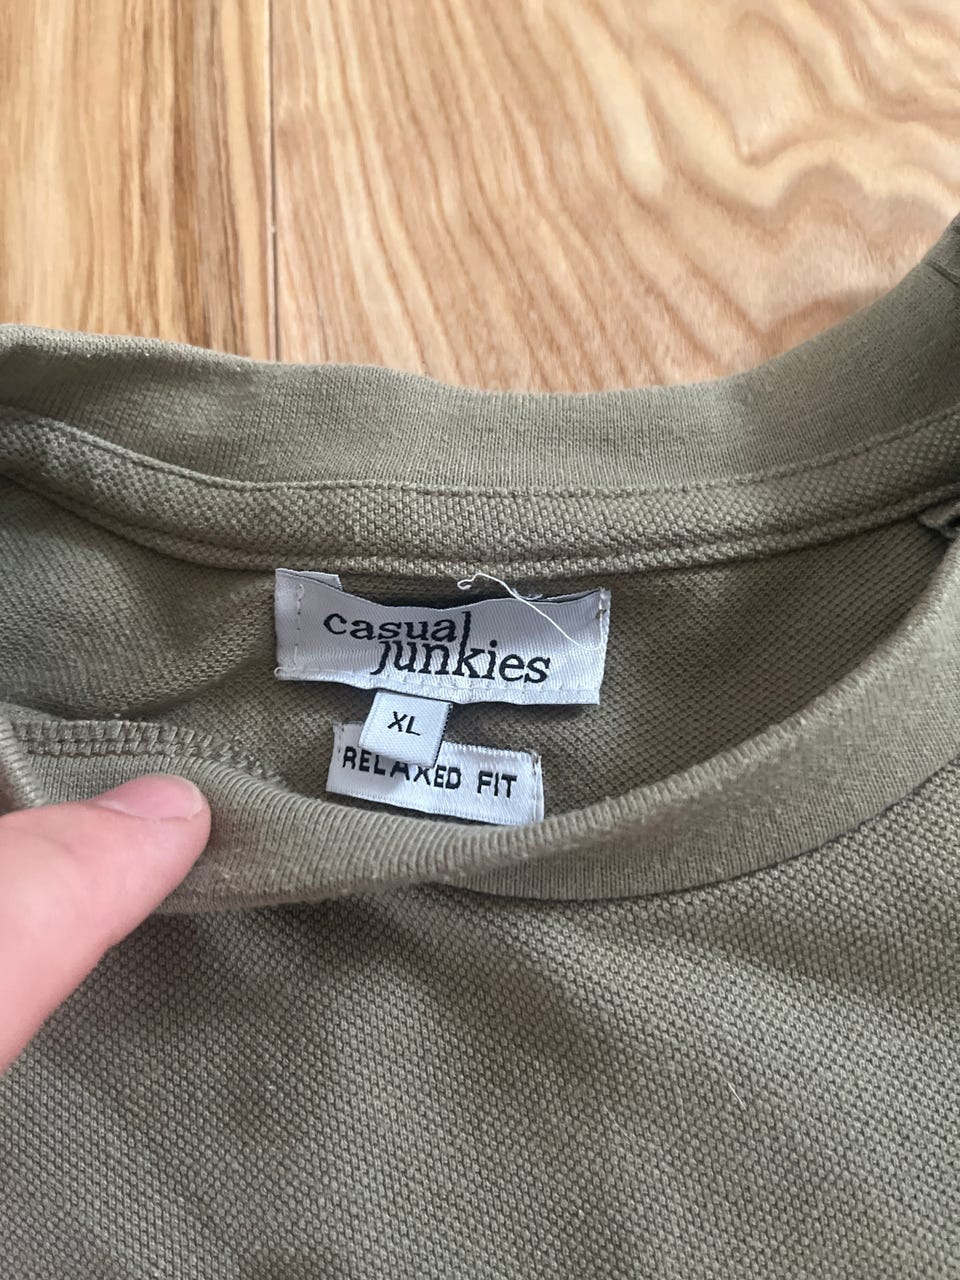 casual
junkies
XL
RELAXED FIT